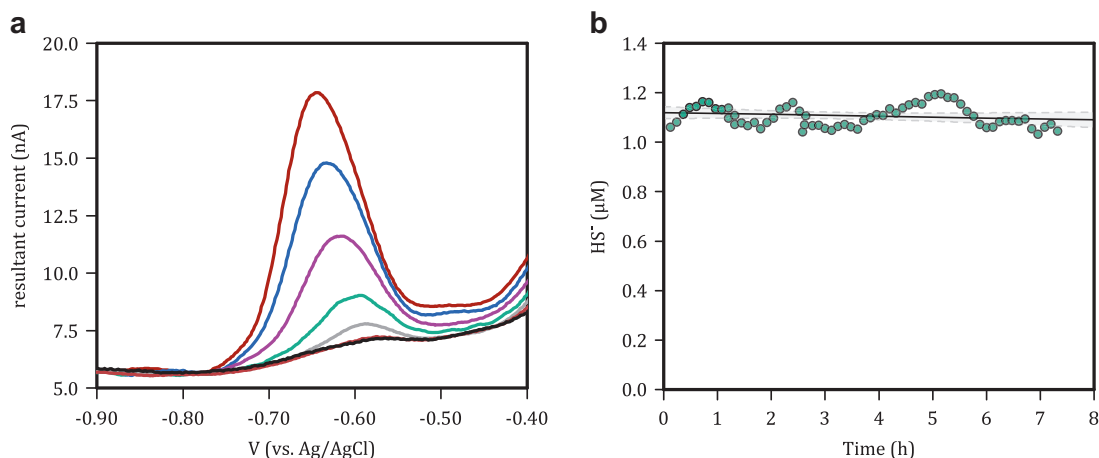 a
20.0
17.5
15.0
12.5
10.0
7.5
5.0
resultant current (nA)
-0.90 -0.80 -0.70 -0.60 -0.50 -0.40
V (vs. Ag/AgCl)
b
1.4
1.2
1.0
0.8
0.6
0.4
0.2
0.0
HS⁻ (µM)
0 1 2 3 4 5 6 7 8
Time (h)